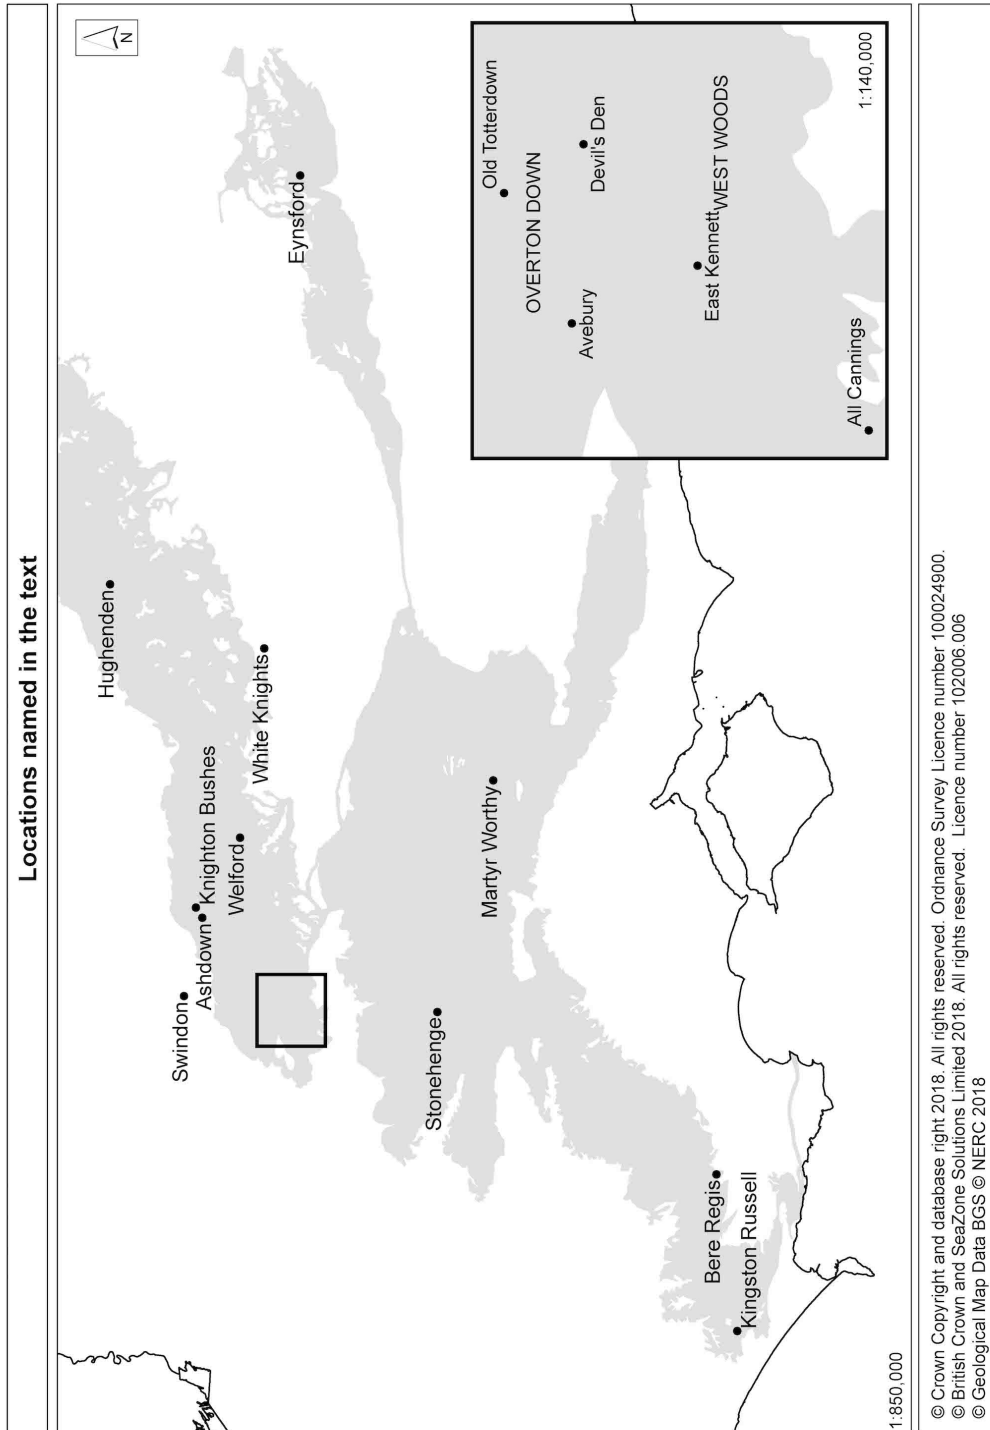 Locations named in the text
N
Hughenden
Eynsford
Swindon
Ashdown
Knighton Bushes
Welford
White Knights
Stonehenge
Martyr Worthy
Bere Regis
Kingston Russell
1:850,000
Old Totterdown
OVERTON DOWN
Avebury
Devil's Den
East Kennett
WEST WOODS
All Cannings
1:140,000
© Crown Copyright and database right 2018. All rights reserved. Ordnance Survey Licence number 100024900.
© British Crown and SeaZone Solutions Limited 2018. All rights reserved. Licence number 102006.006
© Geological Map Data BGS © NERC 2018